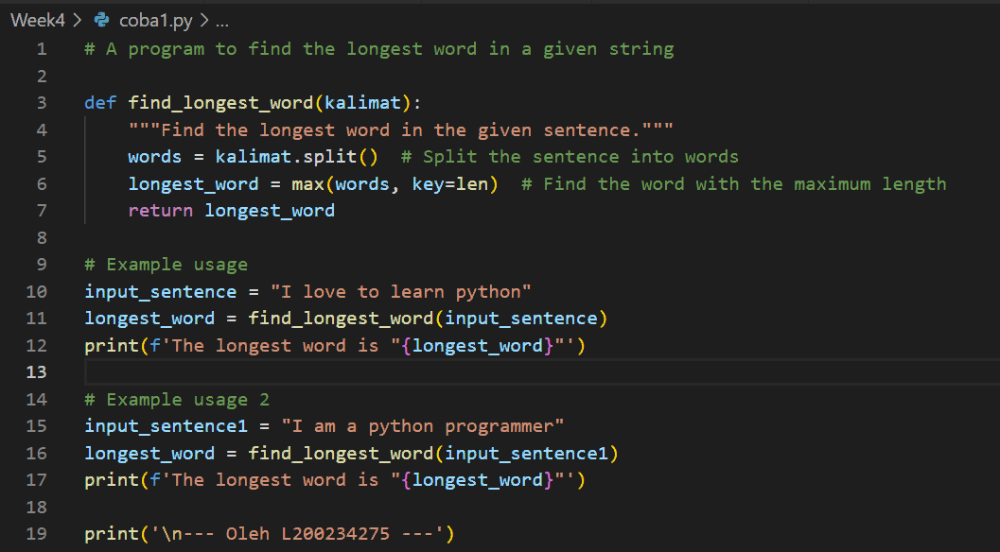 Week4 > coba1.py > ...
1 # A program to find the longest word in a given string
2
3 def find_longest_word(kalimat):
4     """Find the longest word in the given sentence."""
5     words = kalimat.split()  # Split the sentence into words
6     longest_word = max(words, key=len)  # Find the word with the maximum length
7     return longest_word
8
9 # Example usage
10 input_sentence = "I love to learn python"
11 longest_word = find_longest_word(input_sentence)
12 print(f'The longest word is "{longest_word}"')
13
14 # Example usage 2
15 input_sentence1 = "I am a python programmer"
16 longest_word = find_longest_word(input_sentence1)
17 print(f'The longest word is "{longest_word}"')
18
19 print('\n--- Oleh L200234275 ---')